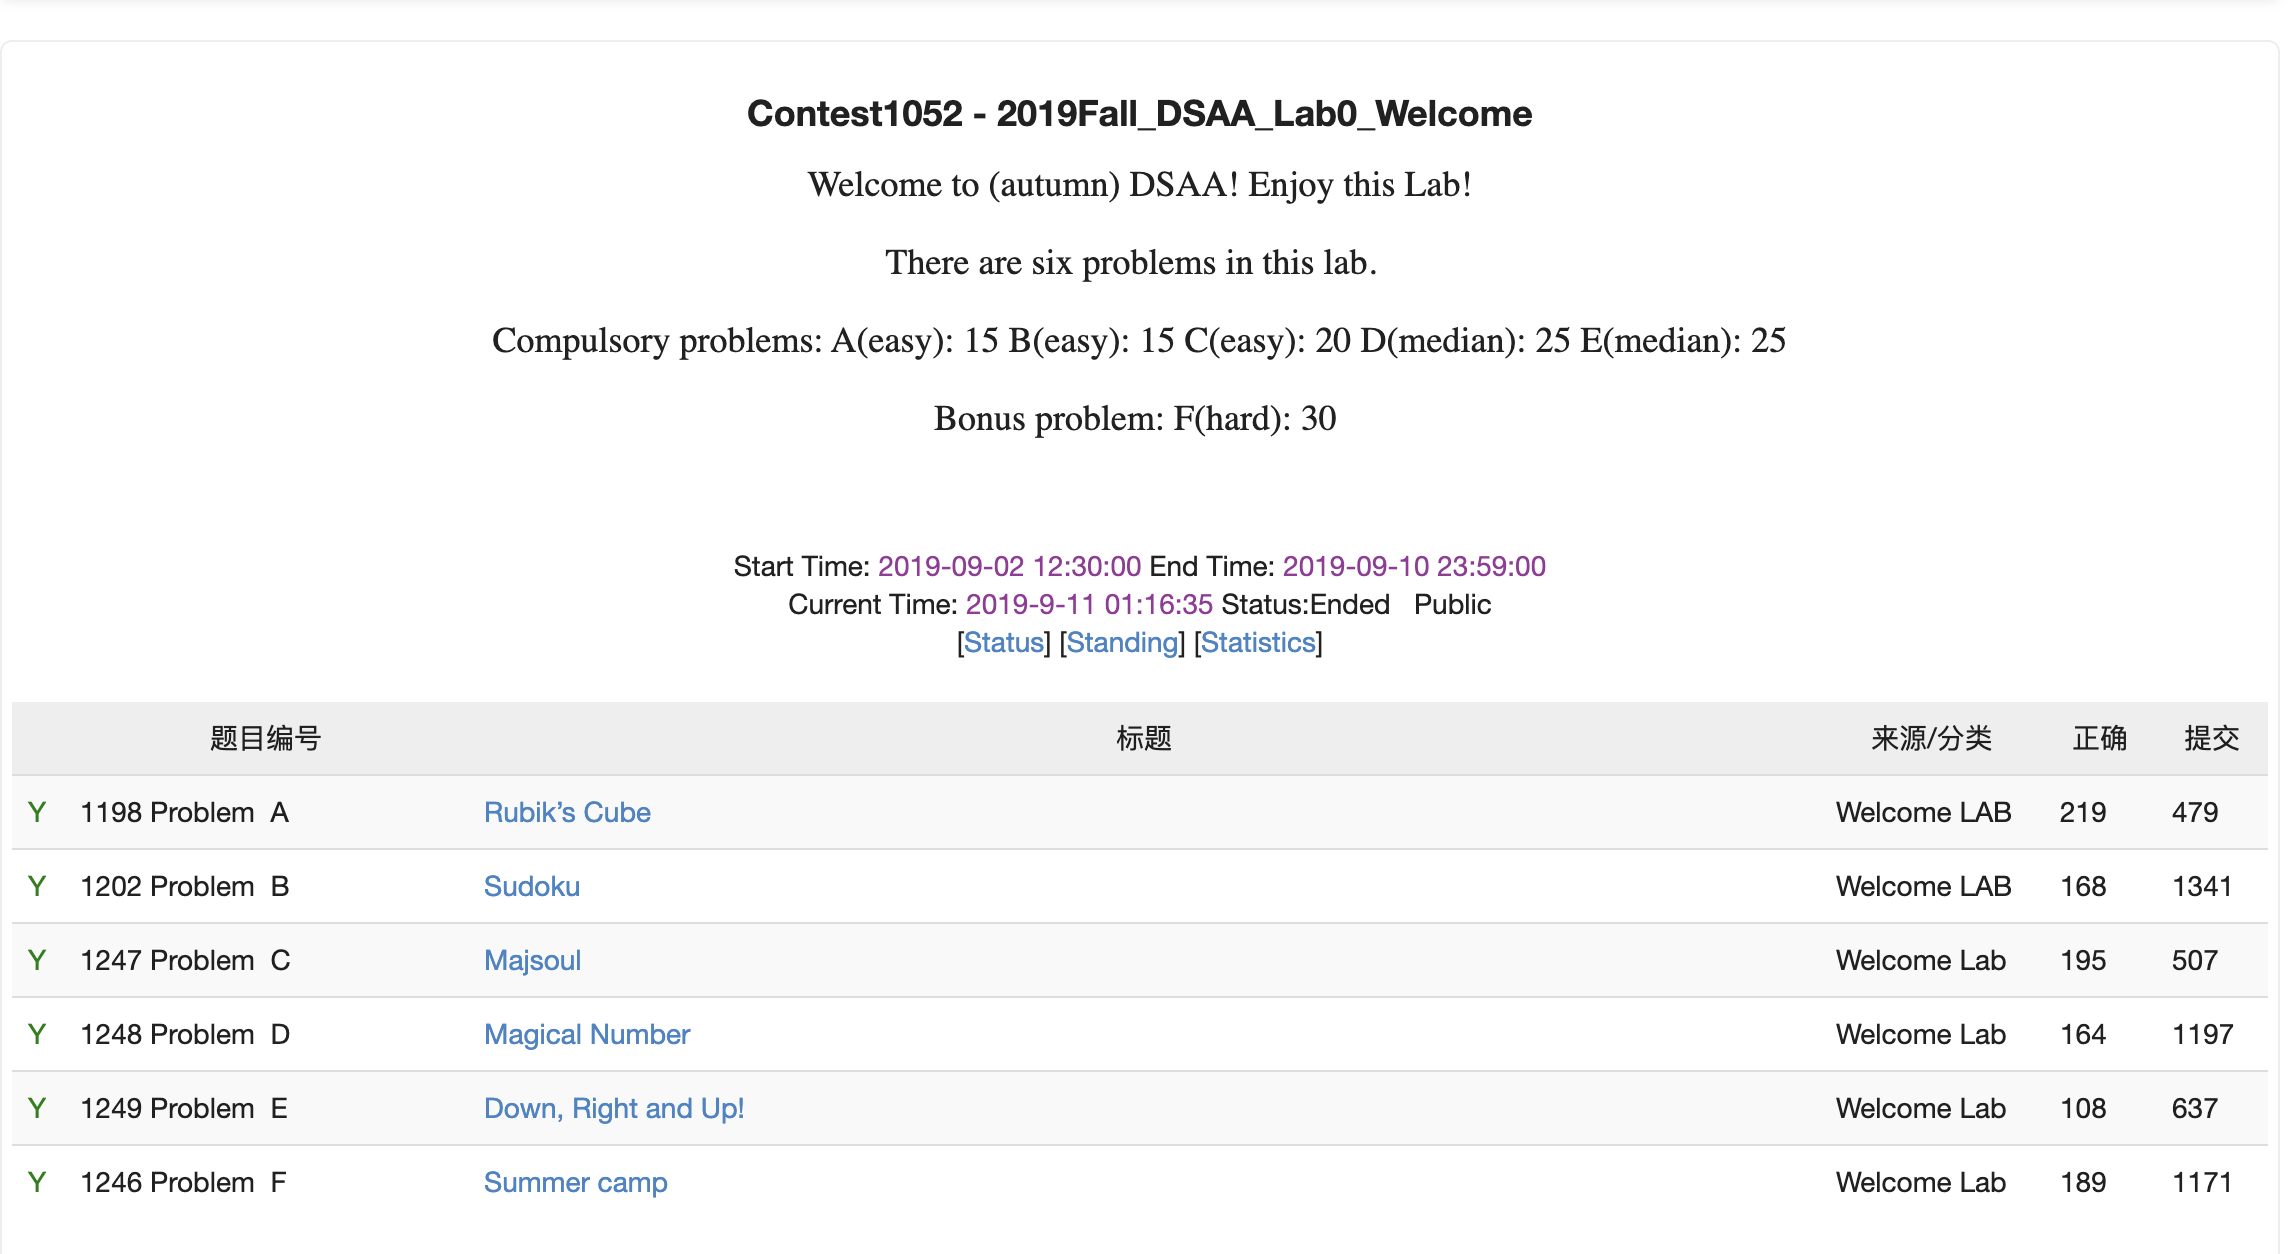 Contest1052 - 2019Fall_DSAA_Lab0_Welcome
Welcome to (autumn) DSAA! Enjoy this Lab!
There are six problems in this lab.
Compulsory problems: A(easy): 15 B(easy): 15 C(easy): 20 D(median): 25 E(median): 25
Bonus problem: F(hard): 30
Start Time: 2019-09-02 12:30:00 End Time: 2019-09-10 23:59:00
Current Time: 2019-9-11 01:16:35 Status:Ended Public
[Status] [Standing] [Statistics]
题目编号 标题 来源/分类 正确 提交
Y 1198 Problem A Rubik’s Cube Welcome LAB 219 479
Y 1202 Problem B Sudoku Welcome LAB 168 1341
Y 1247 Problem C Majsoul Welcome Lab 195 507
Y 1248 Problem D Magical Number Welcome Lab 164 1197
Y 1249 Problem E Down, Right and Up! Welcome Lab 108 637
Y 1246 Problem F Summer camp Welcome Lab 189 1171